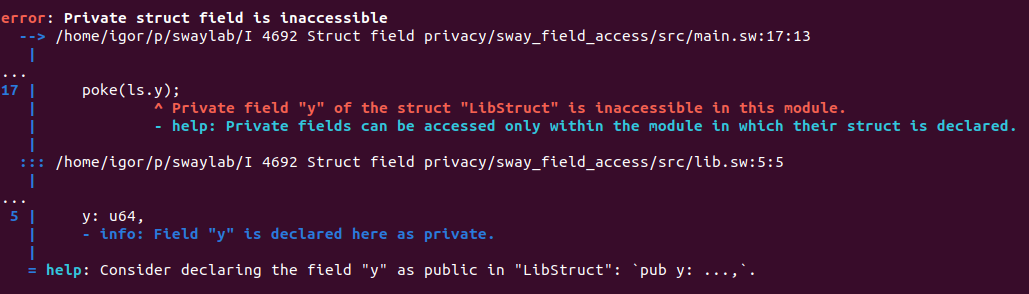 error: Private struct field is inaccessible
  --> /home/igor/p/swaylab/I 4692 Struct field privacy/sway_field_access/src/main.sw:17:13
   |
...
17 |     poke(ls.y);
   |             ^ Private field "y" of the struct "LibStruct" is inaccessible in this module.
   |             - help: Private fields can be accessed only within the module in which their struct is declared.
   |
  ::: /home/igor/p/swaylab/I 4692 Struct field privacy/sway_field_access/src/lib.sw:5:5
   |
...
 5 |     y: u64,
   |     - info: Field "y" is declared here as private.
   |
   = help: Consider declaring the field "y" as public in "LibStruct": `pub y: ...,`.